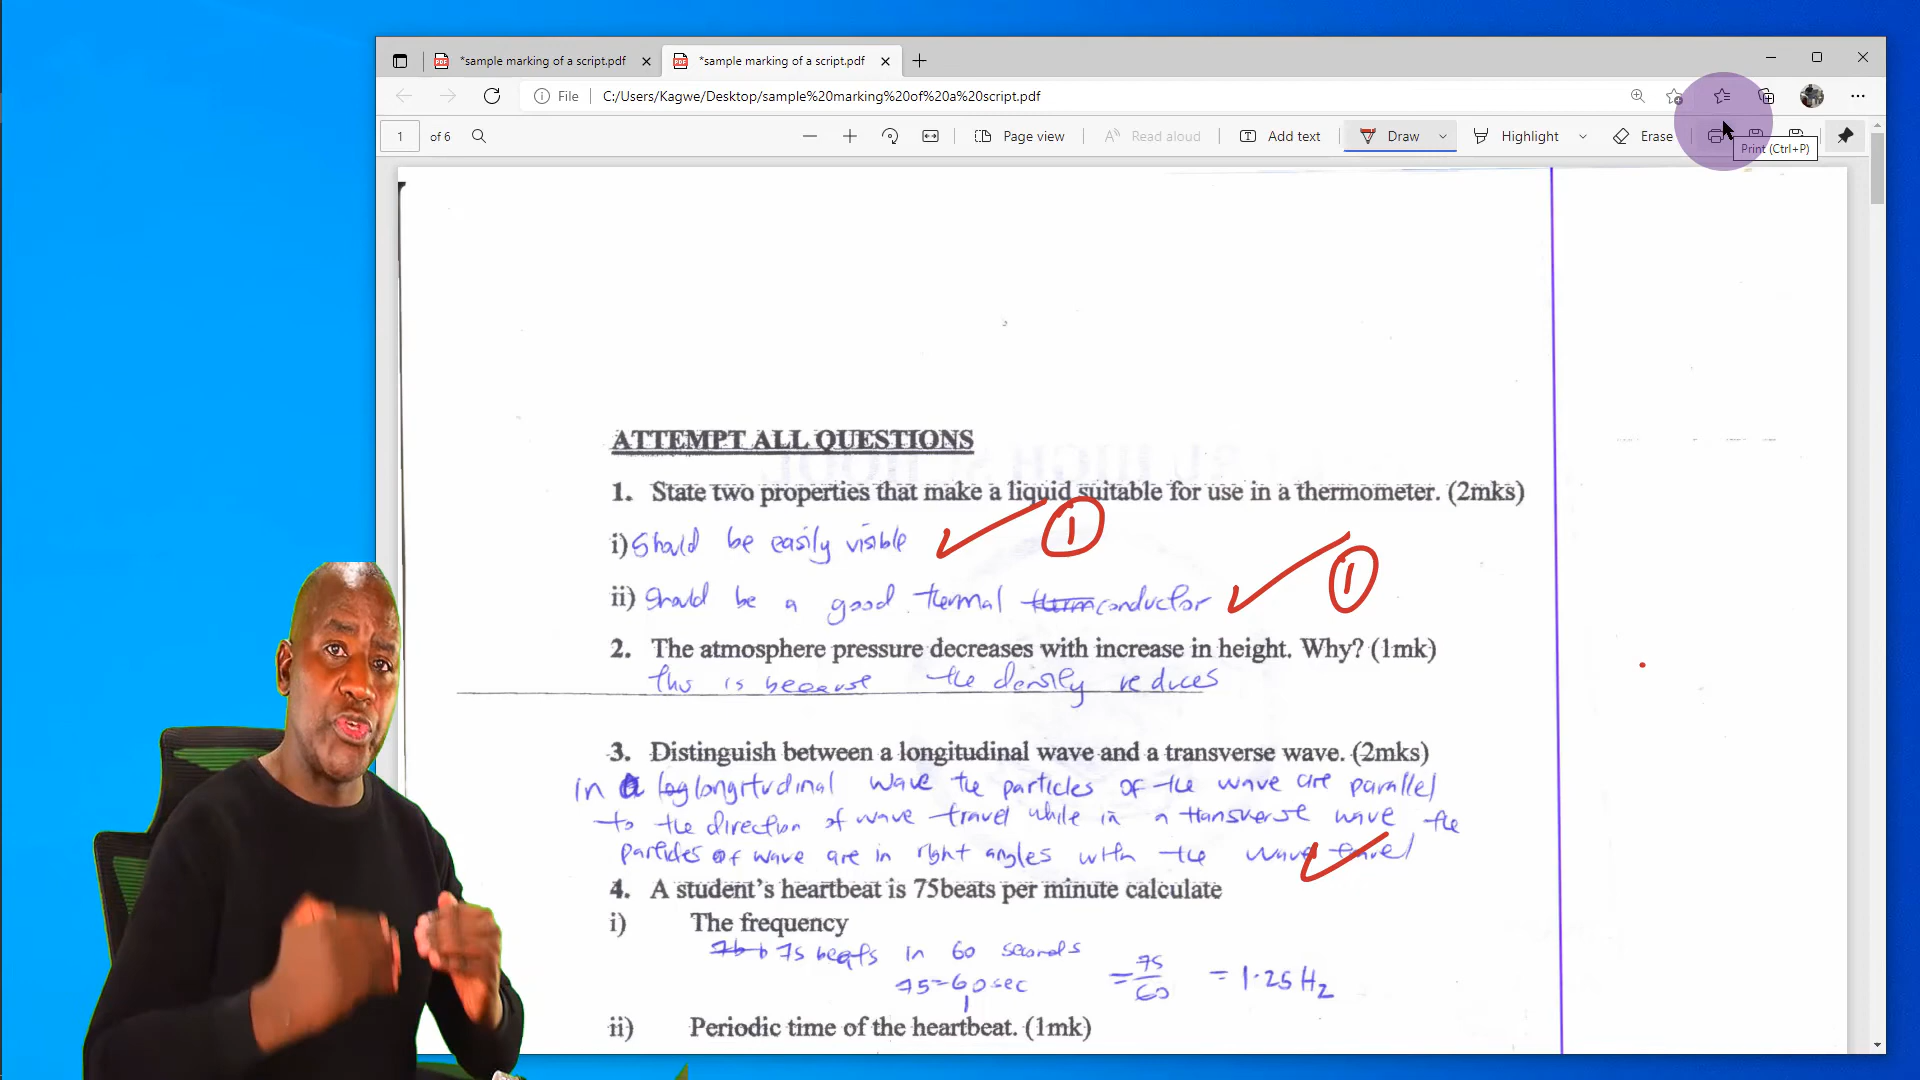 *sample marking of a script.pdf
*sample marking of a script.pdf
File
C:/Users/Kagwe/Desktop/sample%20marking%20of%20a%20script.pdf
1 of 6
Page view
Read aloud
Add text
Draw
Highlight
Erase
Print (Ctrl+P)
ATTEMPT ALL QUESTIONS
1. State two properties that make a liquid suitable for use in a thermometer. (2mks)
i) Should be easily visible
1
ii) Should be a good thermal conductor
1
2. The atmosphere pressure decreases with increase in height. Why? (1mk)
This is because the density reduces
3. Distinguish between a longitudinal wave and a transverse wave. (2mks)
In a longitudinal wave the particles of the wave are parallel
to the direction of wave travel while in a transverse wave the
particles of wave are in right angles with the wave travel
4. A student's heartbeat is 75beats per minute calculate
i) The frequency
75 beats in 60 seconds
75=60sec
1
= 75/60 = 1.25Hz
ii) Periodic time of the heartbeat. (1mk)